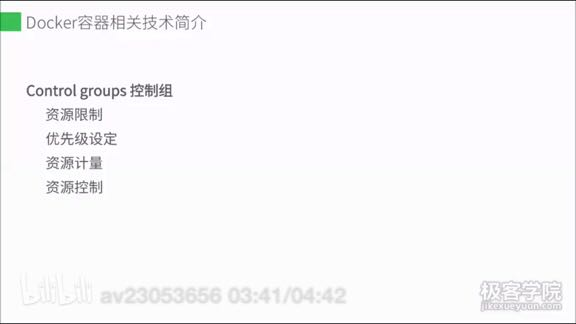 Docker容器相关技术简介
Control groups 控制组
资源限制
优先级设定
资源计量
资源控制
bilibili av23053656 03:41/04:42
极客学院
jikexueyuan.com